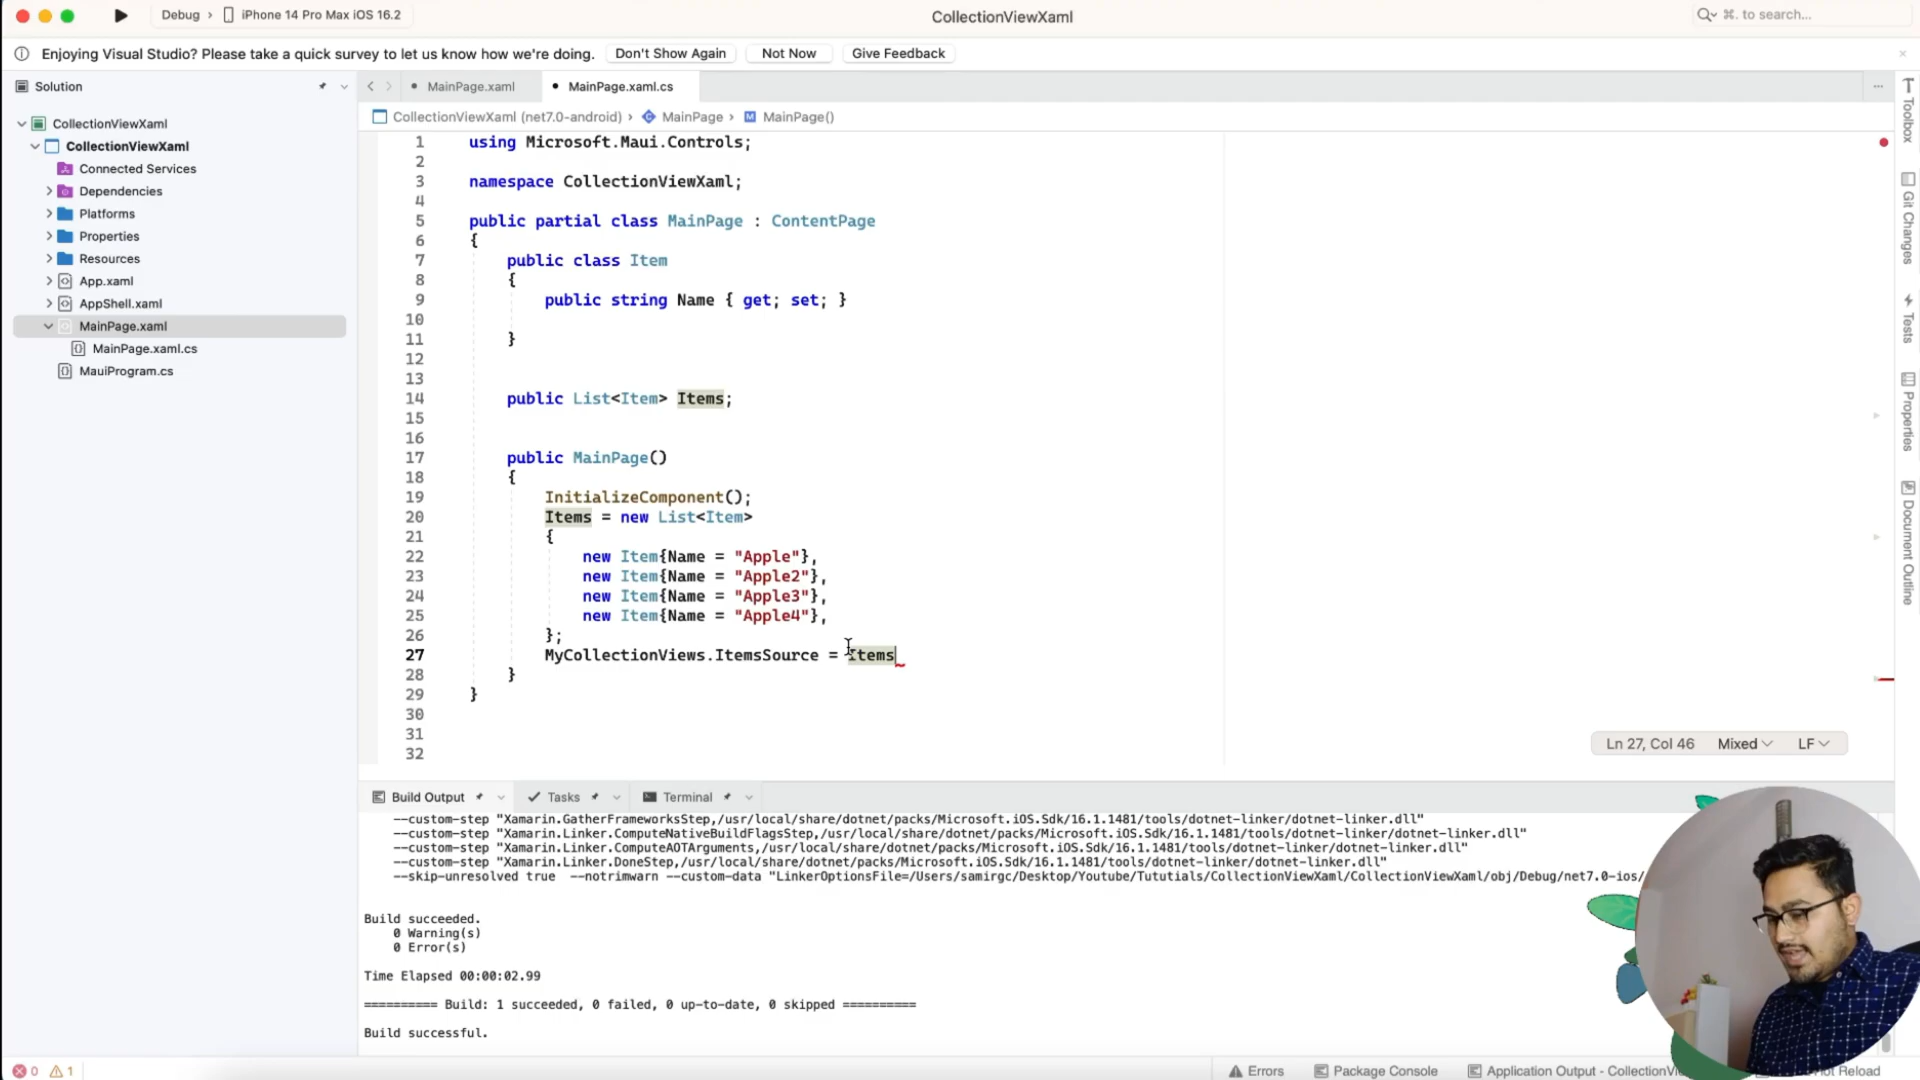 Debug › iPhone 14 Pro Max iOS 16.2
CollectionViewXaml
⌘. to search...
Enjoying Visual Studio? Please take a quick survey to let us know how we're doing.
Don't Show Again
Not Now
Give Feedback
Solution
MainPage.xaml
MainPage.xaml.cs
CollectionViewXaml (net7.0-android) › MainPage › MainPage()
CollectionViewXaml
CollectionViewXaml
Connected Services
Dependencies
Platforms
Properties
Resources
App.xaml
AppShell.xaml
MainPage.xaml
MainPage.xaml.cs
MauiProgram.cs
1 using Microsoft.Maui.Controls;
2
3 namespace CollectionViewXaml;
4
5 public partial class MainPage : ContentPage
6 {
7 public class Item
8 {
9 public string Name { get; set; }
10
11 }
12
13
14 public List<Item> Items;
15
16
17 public MainPage()
18 {
19 InitializeComponent();
20 Items = new List<Item>
21 {
22 new Item{Name = "Apple"},
23 new Item{Name = "Apple2"},
24 new Item{Name = "Apple3"},
25 new Item{Name = "Apple4"},
26 };
27 MyCollectionViews.ItemsSource = Items
28 }
29 }
30
31
32
Ln 27, Col 46 Mixed LF
Toolbox
Git Changes
Tests
Properties
Document Outline
Build Output
Tasks
Terminal
--custom-step "Xamarin.GatherFrameworksStep,/usr/local/share/dotnet/packs/Microsoft.iOS.Sdk/16.1.1481/tools/dotnet-linker/dotnet-linker.dll"
--custom-step "Xamarin.Linker.ComputeNativeBuildFlagsStep,/usr/local/share/dotnet/packs/Microsoft.iOS.Sdk/16.1.1481/tools/dotnet-linker/dotnet-linker.dll"
--custom-step "Xamarin.Linker.ComputeAOTArguments,/usr/local/share/dotnet/packs/Microsoft.iOS.Sdk/16.1.1481/tools/dotnet-linker/dotnet-linker.dll"
--custom-step "Xamarin.Linker.DoneStep,/usr/local/share/dotnet/packs/Microsoft.iOS.Sdk/16.1.1481/tools/dotnet-linker/dotnet-linker.dll"
--skip-unresolved true --notrimwarn --custom-data "LinkerOptionsFile=/Users/samirgc/Desktop/Youtube/Tututials/CollectionViewXaml/CollectionViewXaml/obj/Debug/net7.0-ios/
Build succeeded.
0 Warning(s)
0 Error(s)
Time Elapsed 00:00:02.99
========== Build: 1 succeeded, 0 failed, 0 up-to-date, 0 skipped ==========
Build successful.
0 1
Errors
Package Console
Application Output - CollectionVi
Hot Reload